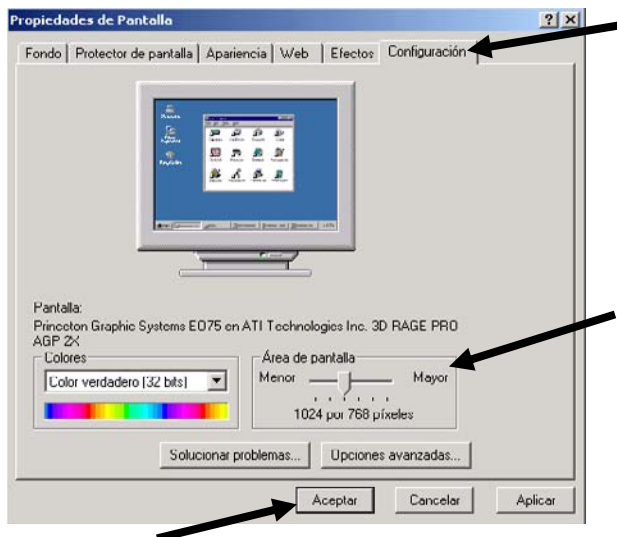 Propiedades de Pantalla
Fondo Protector de pantalla Apariencia Web Efectos Configuración
Pantalla:
Princeton Graphic Systems EO75 en ATI Technologies Inc. 3D RAGE PRO
AGP 2X
Colores
Color verdadero (32 bits)
Área de pantalla
Menor Mayor
1024 por 768 píxeles
Solucionar problemas... Opciones avanzadas...
Aceptar Cancelar Aplicar